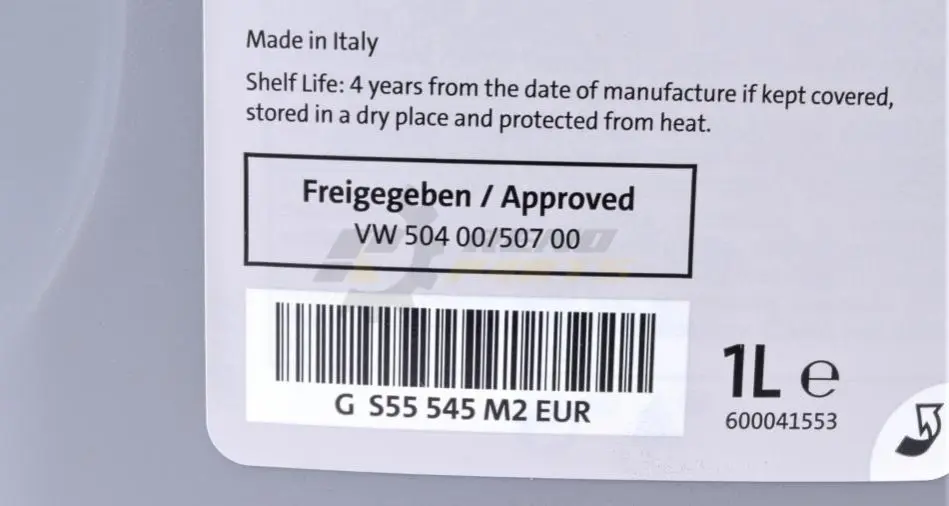 Made in Italy
Shelf Life: 4 years from the date of manufacture if kept covered,
stored in a dry place and protected from heat.
Freigegeben / Approved
VW 504 00/507 00
G S55 545 M2 EUR
1L ℮
600041553